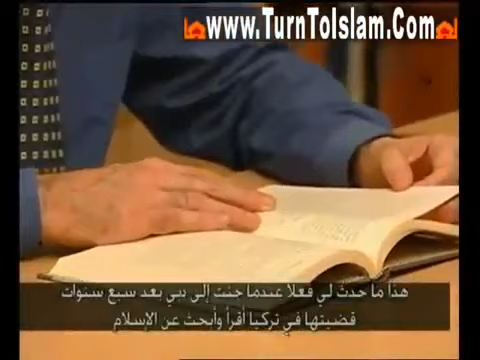 www.TurnToIslam.Com
هذا ما حدث لي فعلا عندما جئت إلى دبي بعد سبع سنوات
قضيتها في تركيا أقرأ وأبحث عن الإسلام